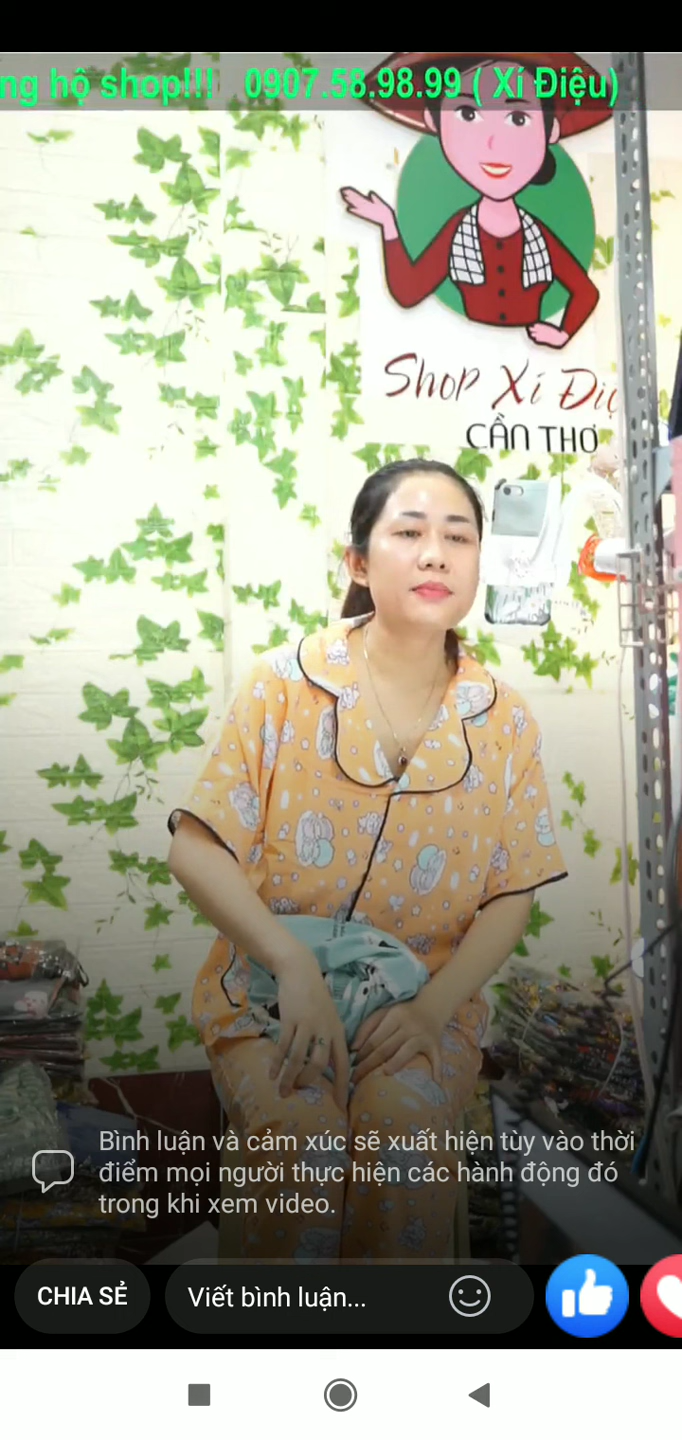 ng hộ shop!!! 0907.58.98.99 ( Xí Điệu)
Shop Xí Điệ
CẦN THƠ
Bình luận và cảm xúc sẽ xuất hiện tùy vào thời
điểm mọi người thực hiện các hành động đó
trong khi xem video.
CHIA SẺ
Viết bình luận...